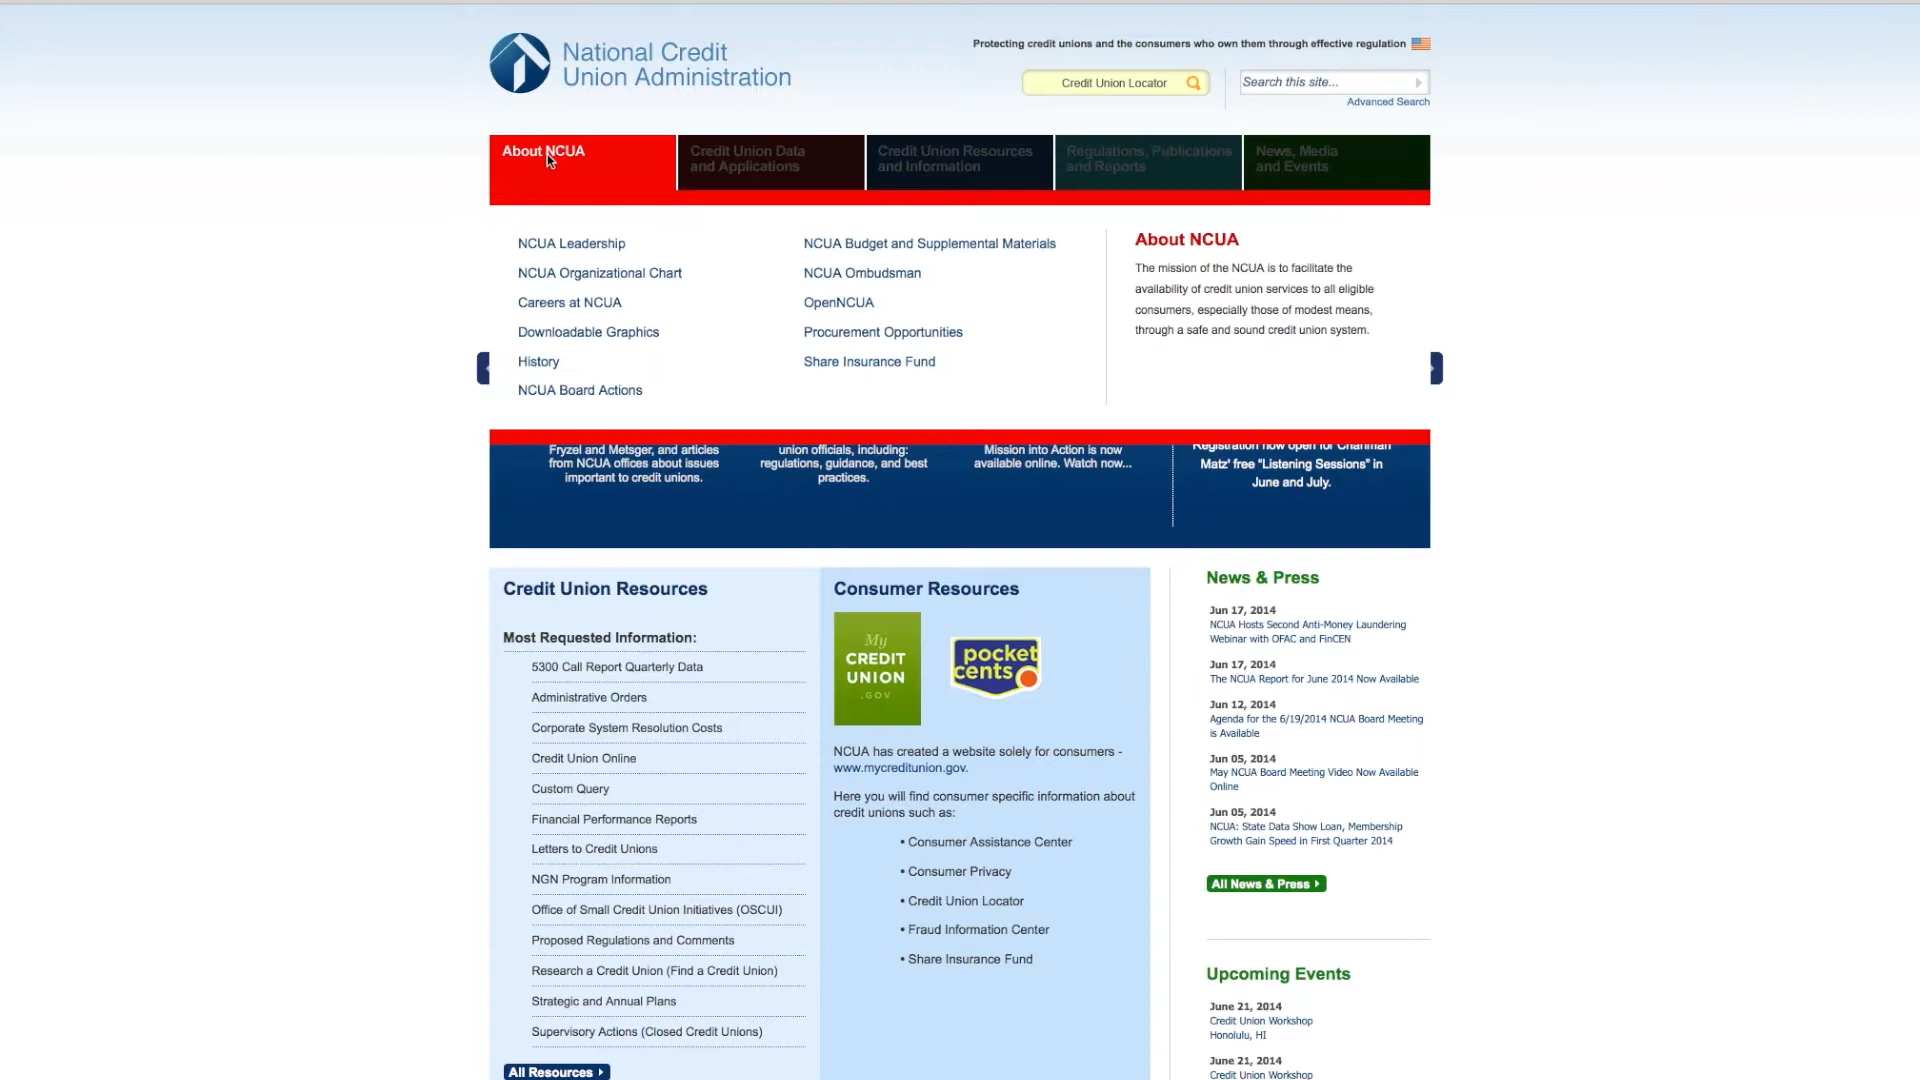 National Credit
Union Administration
Protecting credit unions and the consumers who own them through effective regulation
Credit Union Locator
Search this site...
Advanced Search
About NCUA
Credit Union Data
and Applications
Credit Union Resources
and Information
Regulations, Publications
and Reports
News, Media
and Events
NCUA Leadership
NCUA Organizational Chart
Careers at NCUA
Downloadable Graphics
History
NCUA Board Actions
NCUA Budget and Supplemental Materials
NCUA Ombudsman
OpenNCUA
Procurement Opportunities
Share Insurance Fund
About NCUA
The mission of the NCUA is to facilitate the
availability of credit union services to all eligible
consumers, especially those of modest means,
through a safe and sound credit union system.
Fryzel and Metsger, and articles
from NCUA offices about issues
important to credit unions.
union officials, including:
regulations, guidance, and best
practices.
Mission into Action is now
available online. Watch now...
Registration now open for Chairman
Matz' free "Listening Sessions" in
June and July.
Credit Union Resources
Most Requested Information:
5300 Call Report Quarterly Data
Administrative Orders
Corporate System Resolution Costs
Credit Union Online
Custom Query
Financial Performance Reports
Letters to Credit Unions
NGN Program Information
Office of Small Credit Union Initiatives (OSCUI)
Proposed Regulations and Comments
Research a Credit Union (Find a Credit Union)
Strategic and Annual Plans
Supervisory Actions (Closed Credit Unions)
All Resources
Consumer Resources
My
CREDIT
UNION
.GOV
pocket
cents
NCUA has created a website solely for consumers -
www.mycreditunion.gov.
Here you will find consumer specific information about
credit unions such as:
• Consumer Assistance Center
• Consumer Privacy
• Credit Union Locator
• Fraud Information Center
• Share Insurance Fund
News & Press
Jun 17, 2014
NCUA Hosts Second Anti-Money Laundering
Webinar with OFAC and FinCEN
Jun 17, 2014
The NCUA Report for June 2014 Now Available
Jun 12, 2014
Agenda for the 6/19/2014 NCUA Board Meeting
is Available
Jun 05, 2014
May NCUA Board Meeting Video Now Available
Online
Jun 05, 2014
NCUA: State Data Show Loan, Membership
Growth Gain Speed in First Quarter 2014
All News & Press
Upcoming Events
June 21, 2014
Credit Union Workshop
Honolulu, HI
June 21, 2014
Credit Union Workshop